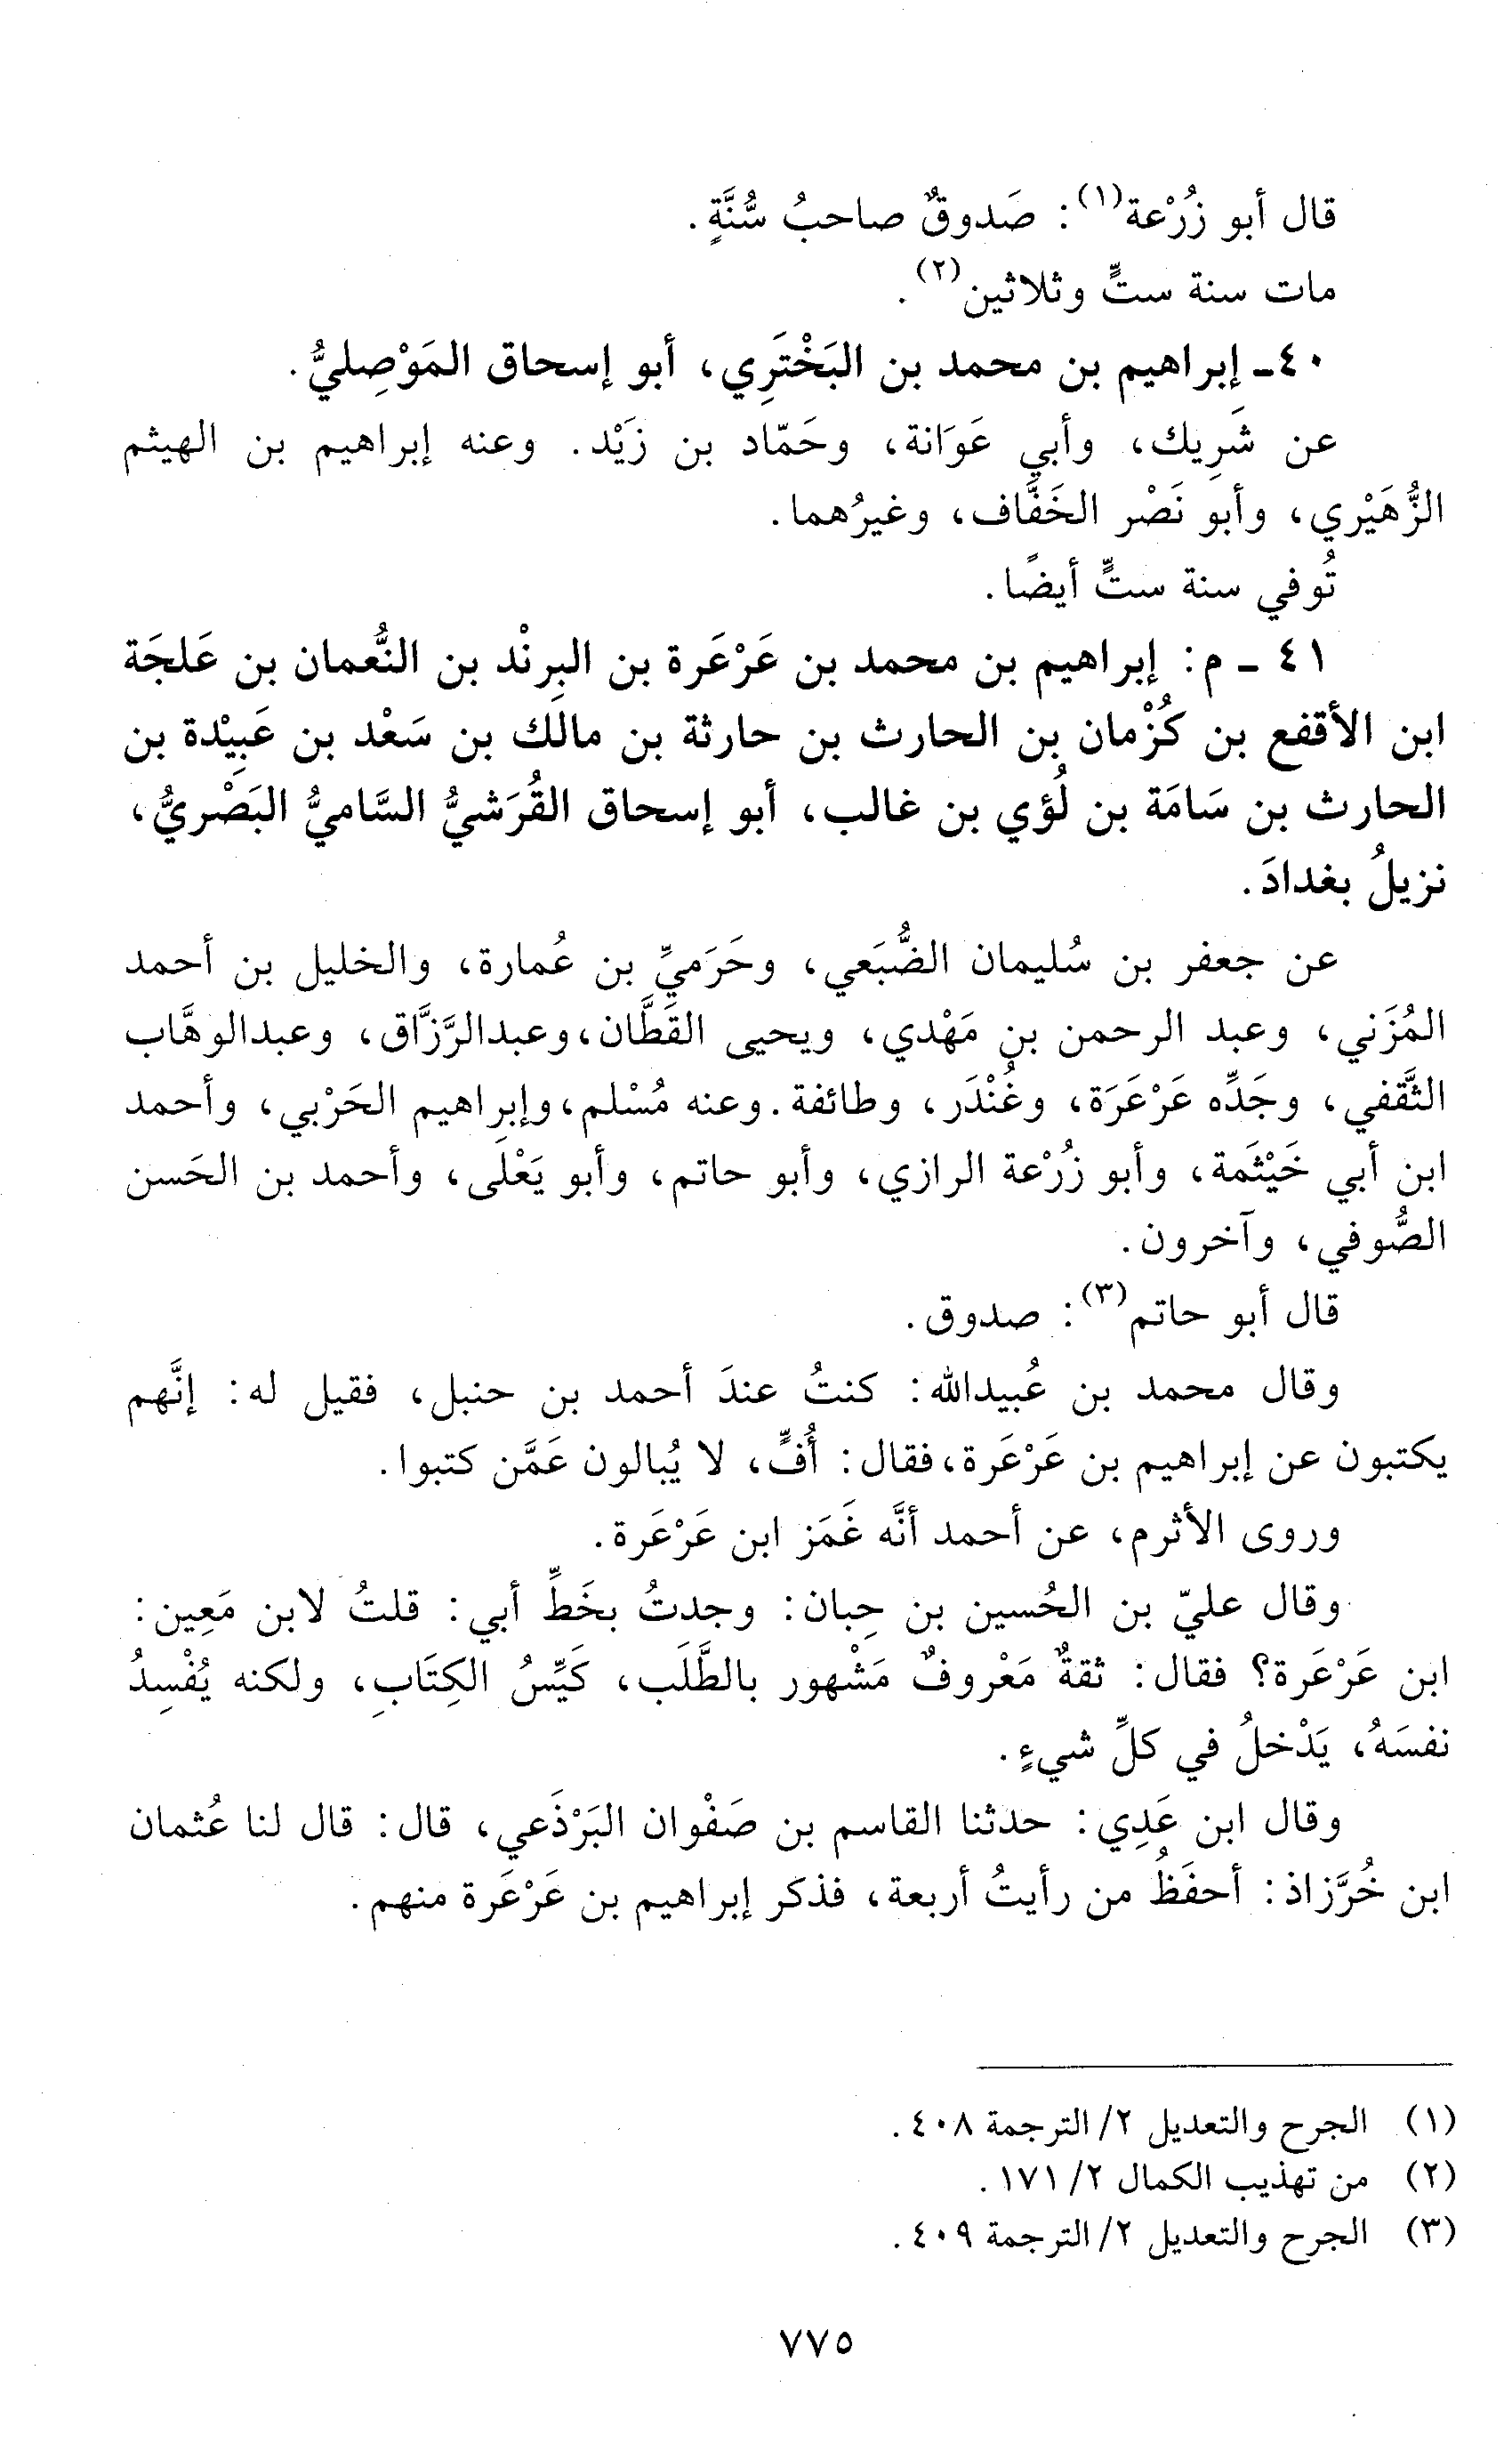 قال أبو زُرْعة(١): صَدوقٌ صاحبُ سُنَّةٍ.
مات سنة ستٍّ وثلاثين(٢).
٤٠ـ إبراهيم بن محمد بن البَخْتَرِي، أبو إسحاق المَوْصِليُّ.
عن شَرِيك، وأبي عَوَانة، وحَمّاد بن زَيْد. وعنه إبراهيم بن الهيثم
الزُّهَيْري، وأبو نَصْر الخَفَّاف، وغيرُهما.
تُوفي سنة ستٍّ أيضًا.
٤١ ـ م: إبراهيم بن محمد بن عَرْعَرة بن البِرنْد بن النُّعمان بن عَلجَة
ابن الأقفع بن كُزْمان بن الحارث بن حارثة بن مالك بن سَعْد بن عَبِيْدة بن
الحارث بن سَامَة بن لُؤي بن غالب، أبو إسحاق القُرَشيُّ السَّاميُّ البَصْريُّ،
نزيلُ بغدادَ.
عن جعفر بن سُليمان الضُّبَعي، وحَرَميِّ بن عُمارة، والخليل بن أحمد
المُزَني، وعبد الرحمن بن مَهْدي، ويحيى القَطَّان، وعبدالرَّزَّاق، وعبدالوهَّاب
الثَّقفي، وجَدِّه عَرْعَرَة، وغُنْدَر، وطائفة. وعنه مُسْلم، وإبراهيم الحَرْبي، وأحمد
ابن أبي خَيْثَمة، وأبو زُرْعة الرازي، وأبو حاتم، وأبو يَعْلَى، وأحمد بن الحَسن
الصُّوفي، وآخرون.
قال أبو حاتم(٣): صدوق.
وقال محمد بن عُبيدالله: كنتُ عندَ أحمد بن حنبل، فقيل له: إنَّهم
يكتبون عن إبراهيم بن عَرْعَرة، فقال: أُفٍّ، لا يُبالون عَمَّن كتبوا.
وروى الأثرم، عن أحمد أنَّه غَمَز ابن عَرْعَرة.
وقال عليّ بن الحُسين بن حِبان: وجدتُ بخَطِّ أبي: قلتُ لابن مَعِين:
ابن عَرْعَرة؟ فقال: ثقةٌ مَعْروفٌ مَشْهور بالطَّلَب، كَيِّسُ الكِتَابِ، ولكنه يُفْسِدُ
نفسَهُ، يَدْخلُ في كلِّ شيءٍ.
وقال ابن عَدِي: حدثنا القاسم بن صَفْوان البَرْذَعي، قال: قال لنا عُثمان
ابن خُرَّزاذ: أحفَظُ من رأيتُ أربعة، فذكر إبراهيم بن عَرْعَرة منهم.
(١) الجرح والتعديل ٢/ الترجمة ٤٠٨.
(٢) من تهذيب الكمال ٢/ ١٧١.
(٣) الجرح والتعديل ٢/ الترجمة ٤٠٩.
٧٧٥